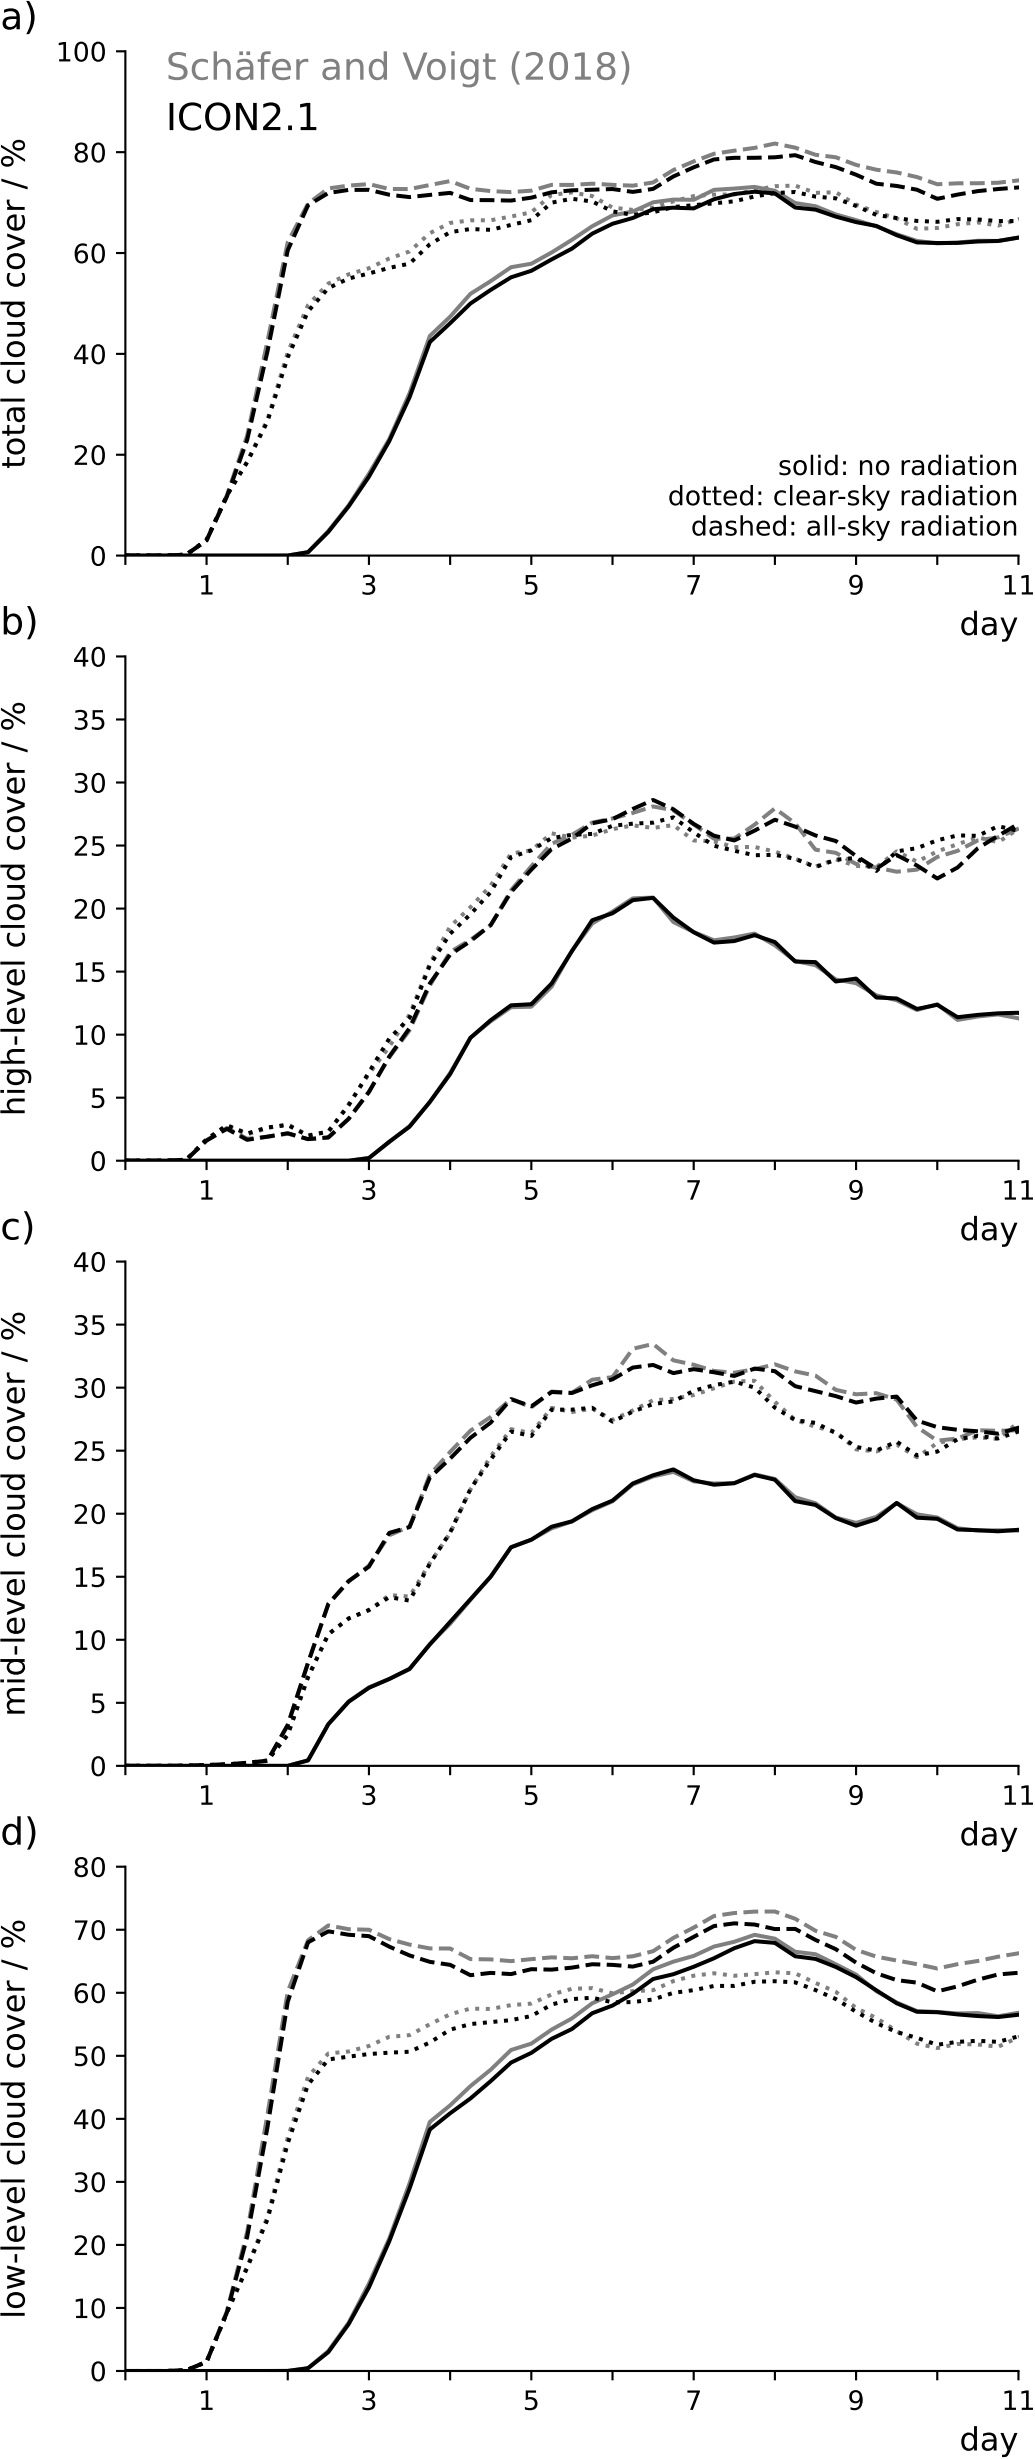 a)
total cloud cover / %
100
80
60
40
20
0
Schäfer and Voigt (2018)
ICON2.1
solid: no radiation
dotted: clear-sky radiation
dashed: all-sky radiation
1 3 5 7 9 11
day
b)
high-level cloud cover / %
40
35
30
25
20
15
10
5
0
1 3 5 7 9 11
day
c)
mid-level cloud cover / %
40
35
30
25
20
15
10
5
0
1 3 5 7 9 11
day
d)
low-level cloud cover / %
80
70
60
50
40
30
20
10
0
1 3 5 7 9 11
day